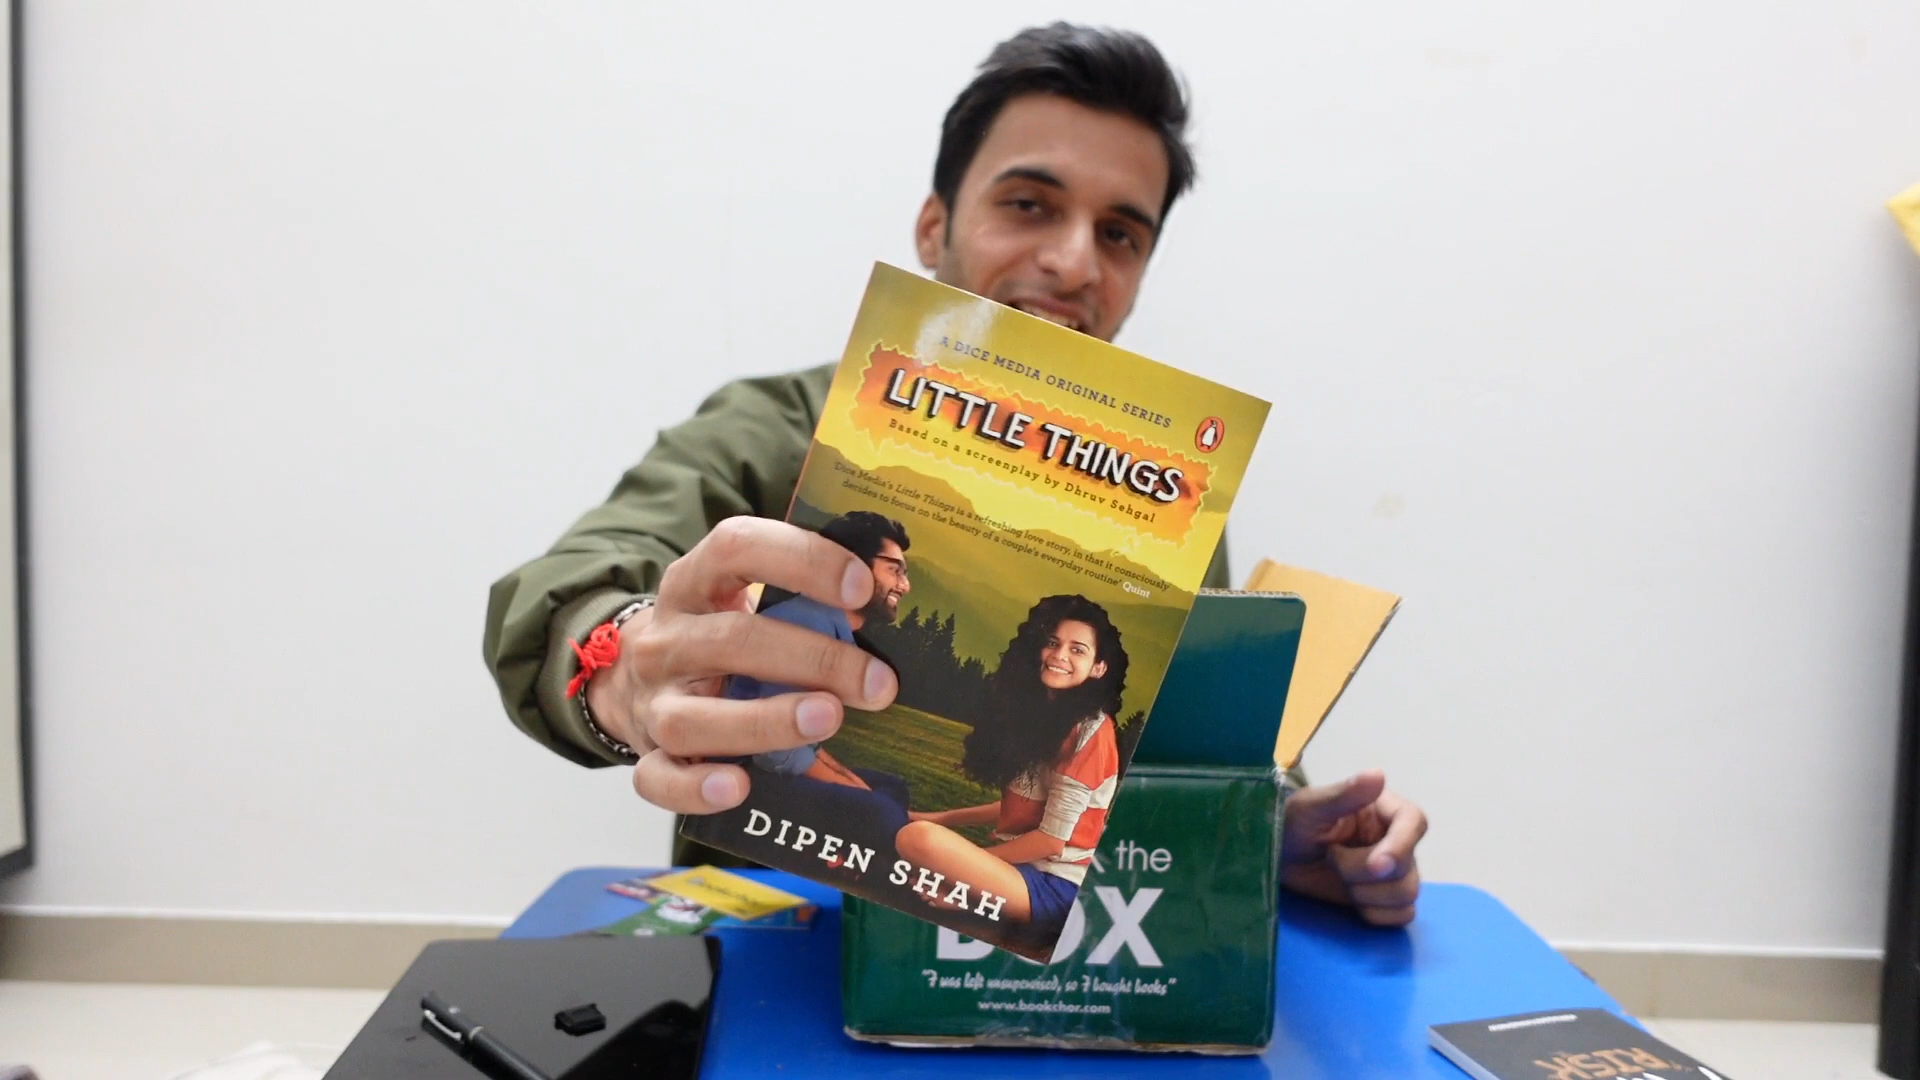 A DICE MEDIA ORIGINAL SERIES
LITTLE THINGS
Based on a screenplay by Dhruv Sehgal
'Dice Media's Little Things is a refreshing love story, in that it consciously
decides to focus on the beauty of a couple's everyday routine' Quint
DIPEN SHAH
the
BOX
"I was left unsupervised, so I bought books"
www.bookchor.com
RISK